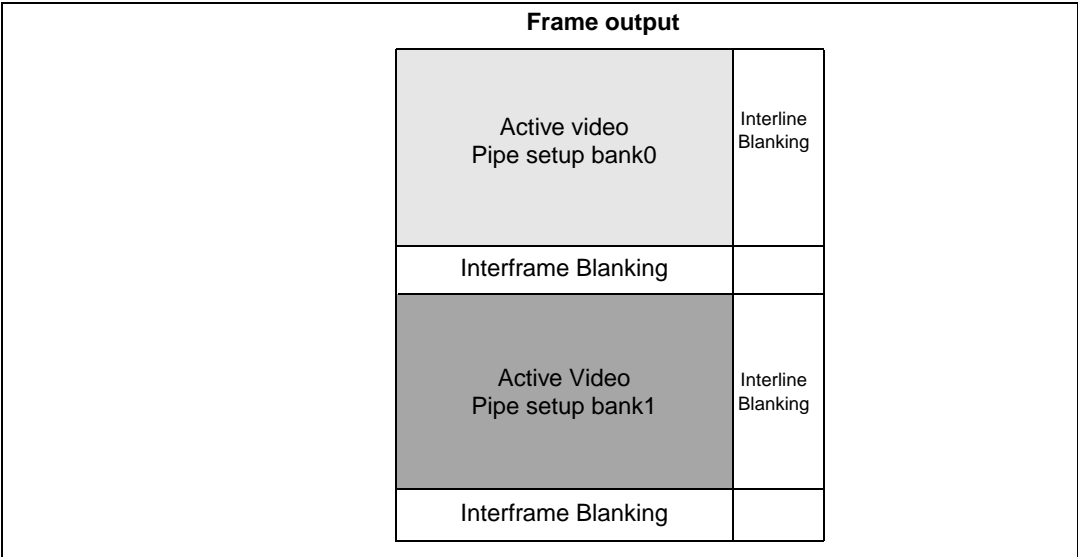 Frame output
Active video
Pipe setup bank0
Interline
Blanking
Interframe Blanking
Active Video
Pipe setup bank1
Interline
Blanking
Interframe Blanking